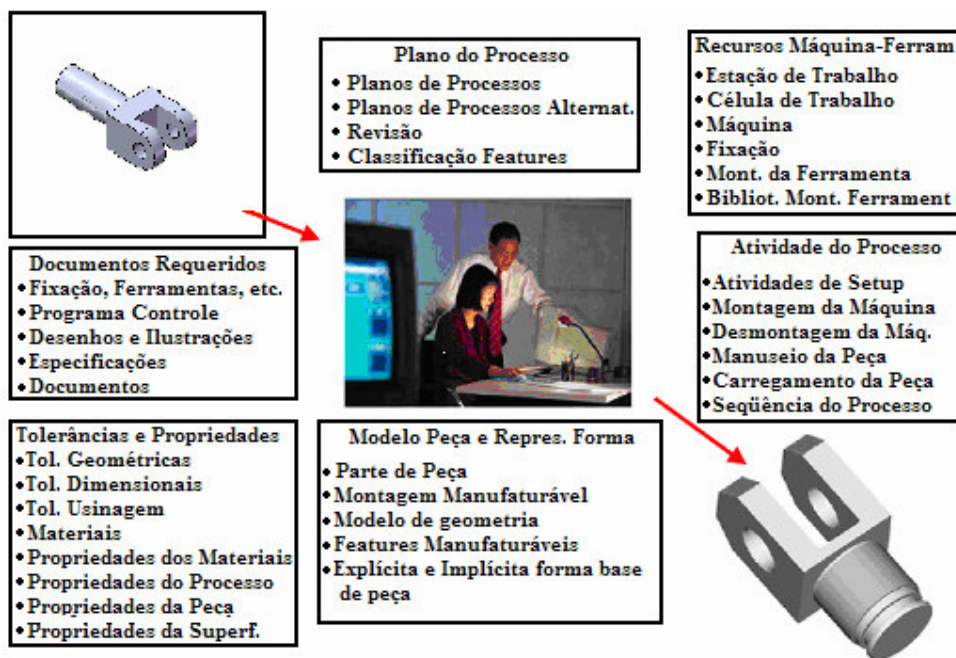 Plano do Processo
• Planos de Processos
• Planos de Processos Alternat.
• Revisão
• Classificação Features
Recursos Máquina-Ferram
• Estação de Trabalho
• Célula de Trabalho
• Máquina
• Fixação
• Mont. da Ferramenta
• Bibliot. Mont. Ferrament
Documentos Requeridos
• Fixação, Ferramentas, etc.
• Programa Controle
• Desenhos e Ilustrações
• Especificações
• Documentos
Atividade do Processo
• Atividades de Setup
• Montagem da Máquina
• Desmontagem da Máq.
• Manuseio da Peça
• Carregamento da Peça
• Seqüência do Processo
Tolerâncias e Propriedades
• Tol. Geométricas
• Tol. Dimensionais
• Tol. Usinagem
• Materiais
• Propriedades dos Materiais
• Propriedades do Processo
• Propriedades da Peça
• Propriedades da Superf.
Modelo Peça e Repres. Forma
• Parte de Peça
• Montagem Manufaturável
• Modelo de geometria
• Features Manufaturáveis
• Explícita e Implícita forma base
de peça